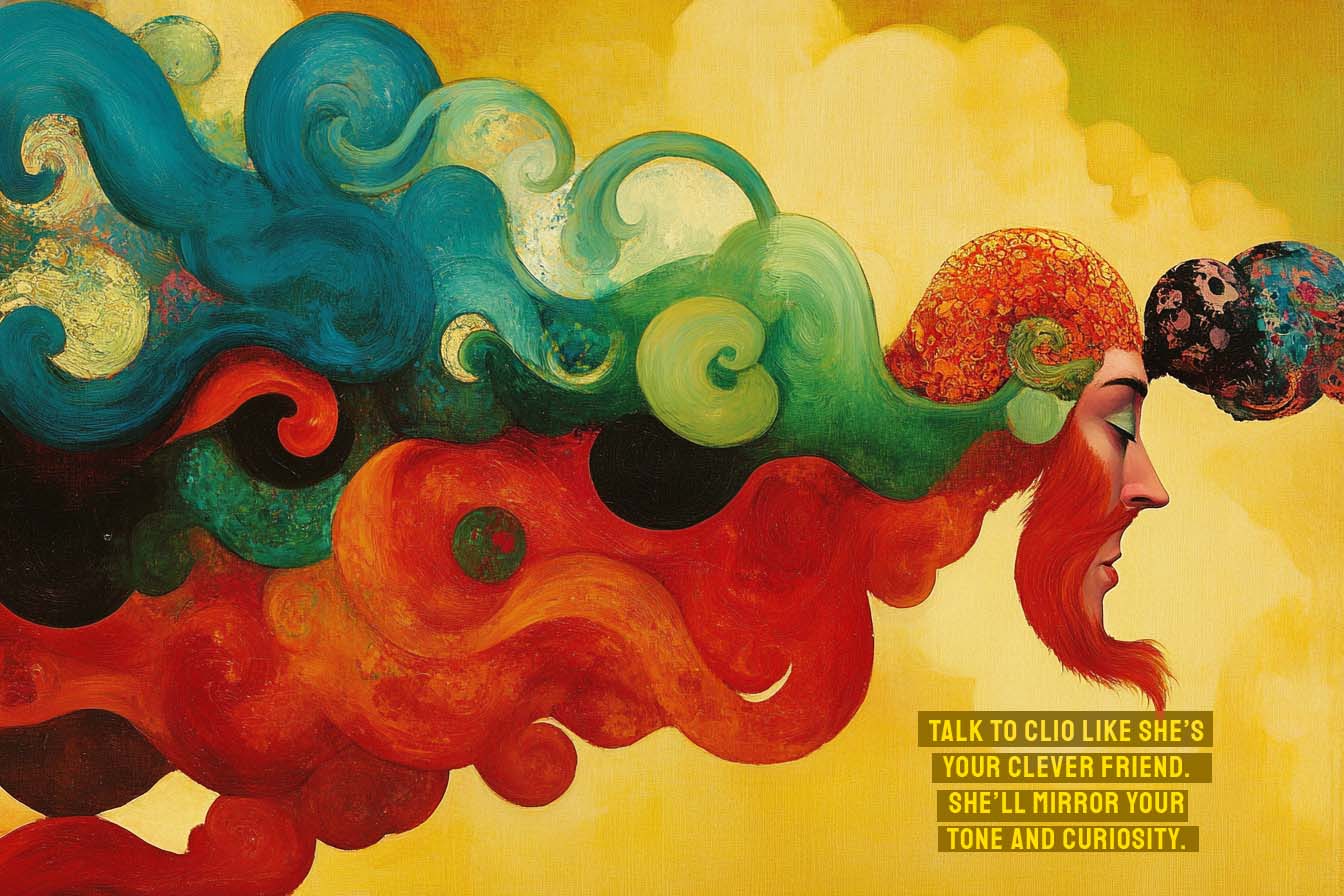 TALK TO CLIO LIKE SHE'S
YOUR CLEVER FRIEND.
SHE'LL MIRROR YOUR
TONE AND CURIOSITY.